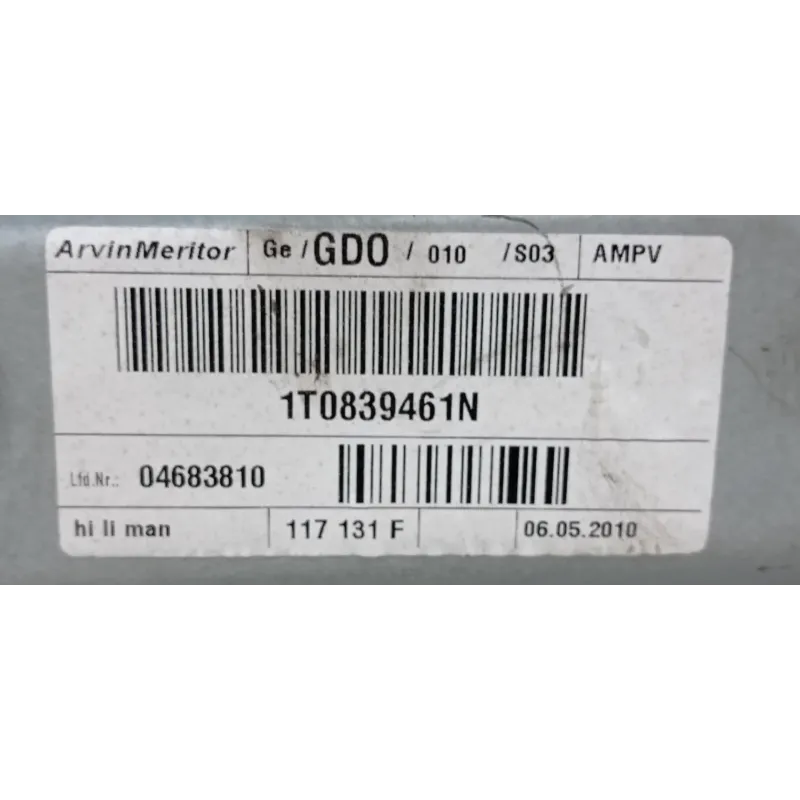 ArvinMeritor Ge / GDO / 010 / S03 AMPV
1T0839461N
Lfd.Nr.: 04683810
hi li man 117 131 F 06.05.2010